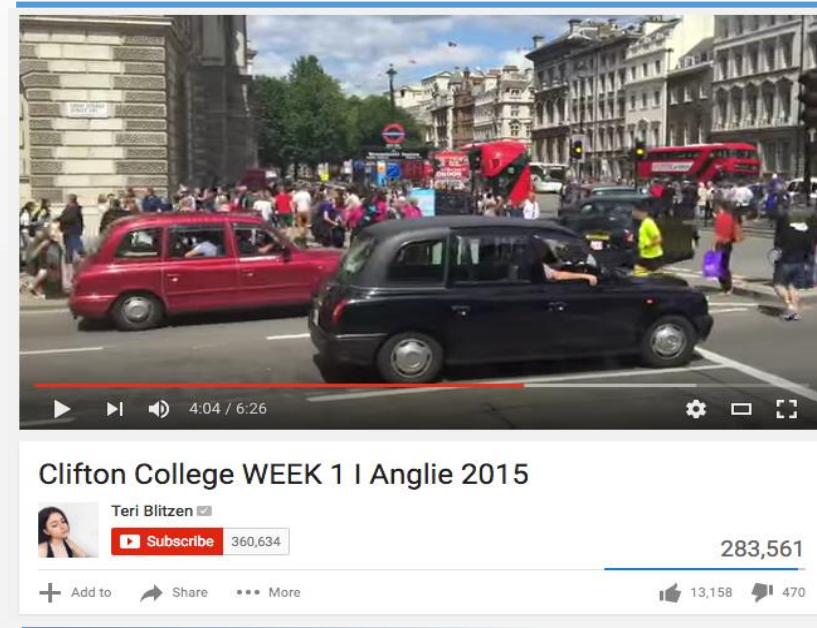 4:04 / 6:26
Clifton College WEEK 1 I Anglie 2015
Teri Blitzen
Subscribe 360,634
283,561
Add to Share More 13,158 470